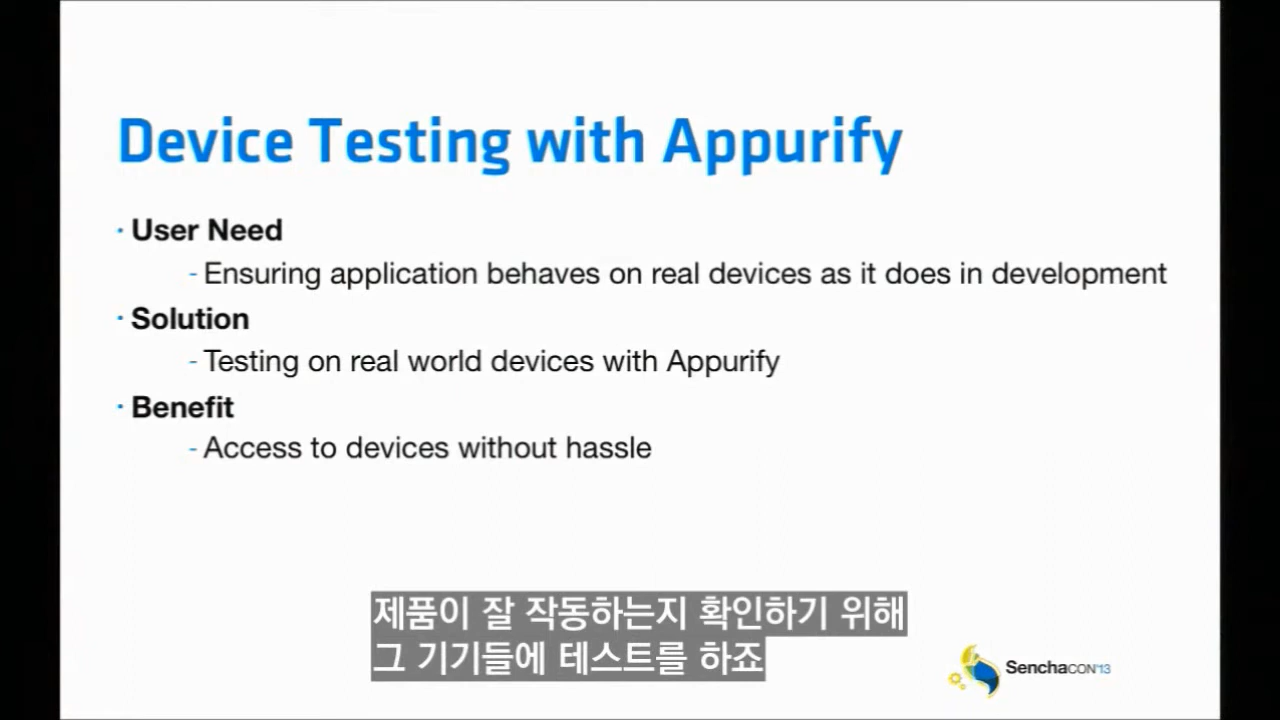 Device Testing with Appurify
· User Need
- Ensuring application behaves on real devices as it does in development
· Solution
- Testing on real world devices with Appurify
· Benefit
- Access to devices without hassle
제품이 잘 작동하는지 확인하기 위해
그 기기들에 테스트를 하죠
SenchaCON'13